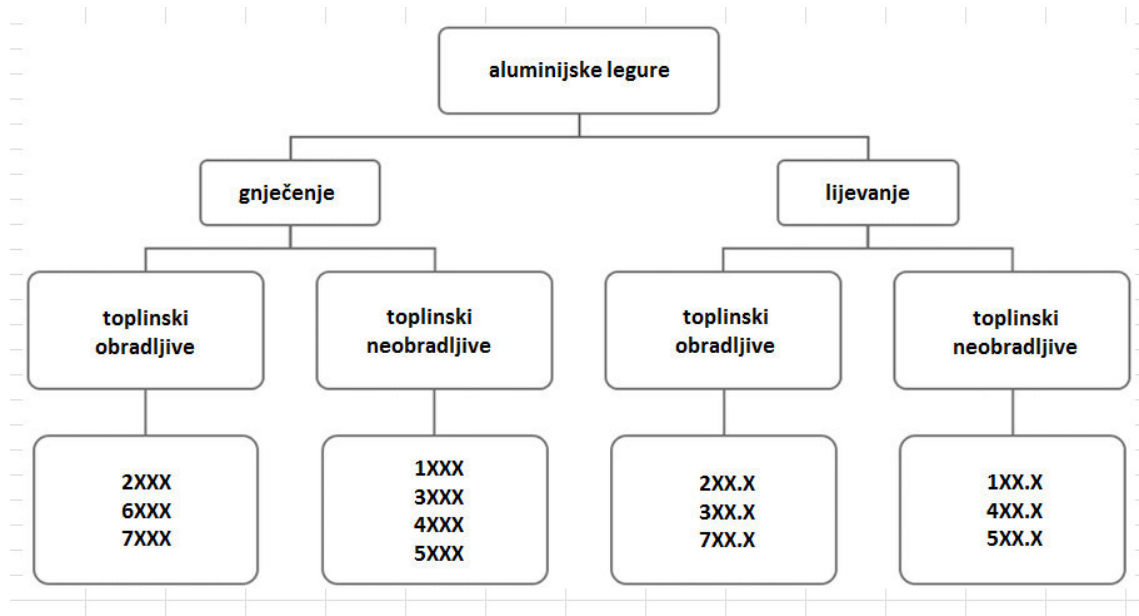 aluminijske legure
gnječenje
lijevanje
toplinski
obradljive
toplinski
neobradljive
toplinski
obradljive
toplinski
neobradljive
2XXX
6XXX
7XXX
1XXX
3XXX
4XXX
5XXX
2XX.X
3XX.X
7XX.X
1XX.X
4XX.X
5XX.X